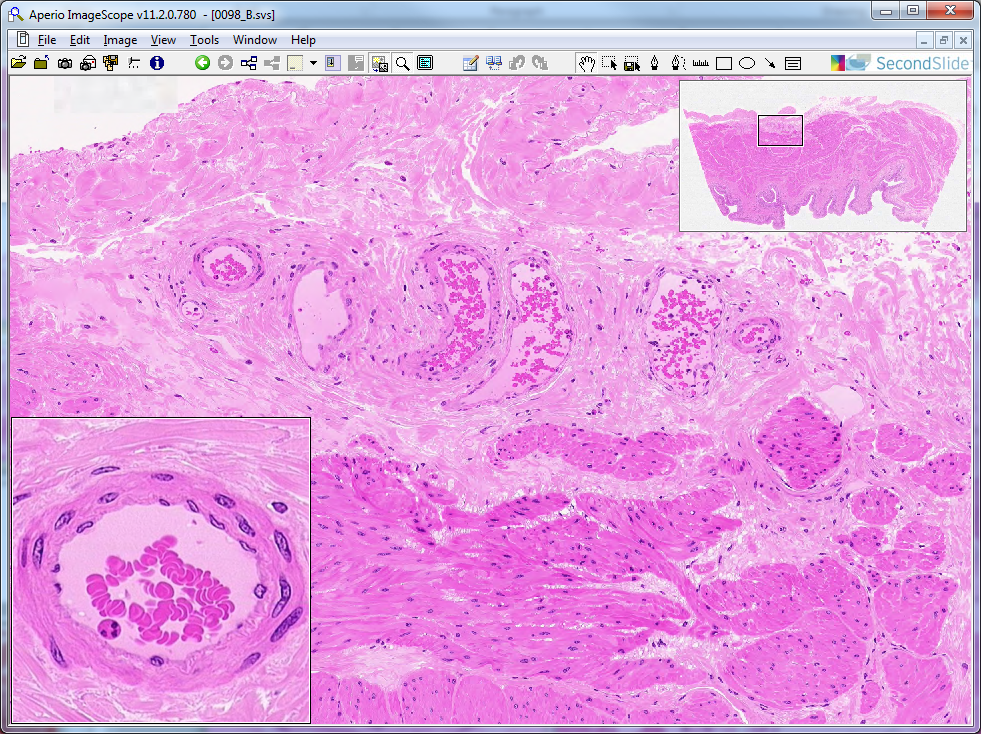 Aperio ImageScope v11.2.0.780 - [0098_B.svs]
File Edit Image View Tools Window Help
SecondSlide